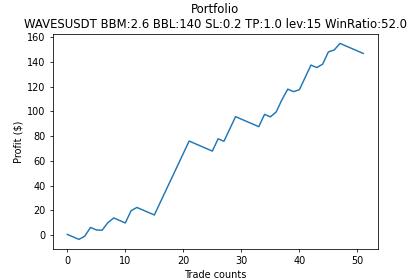 Portfolio
WAVESUSDT BBM:2.6 BBL:140 SL:0.2 TP:1.0 lev:15 WinRatio:52.0
160
140
120
100
80
60
40
20
0
Profit ($)
0 10 20 30 40 50
Trade counts